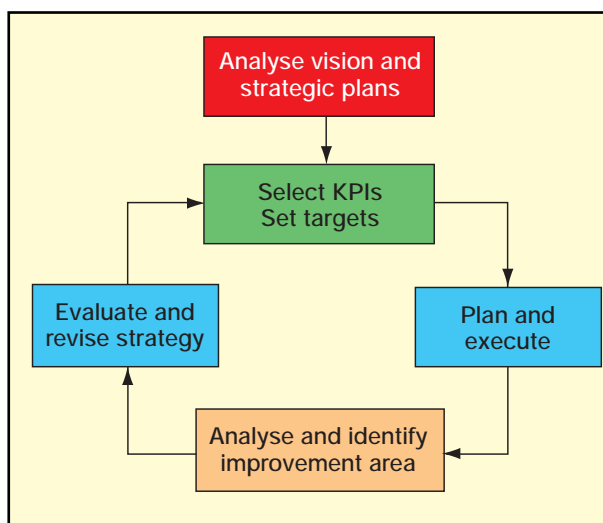 Analyse vision and
strategic plans
Select KPIs
Set targets
Evaluate and
revise strategy
Plan and
execute
Analyse and identify
improvement area